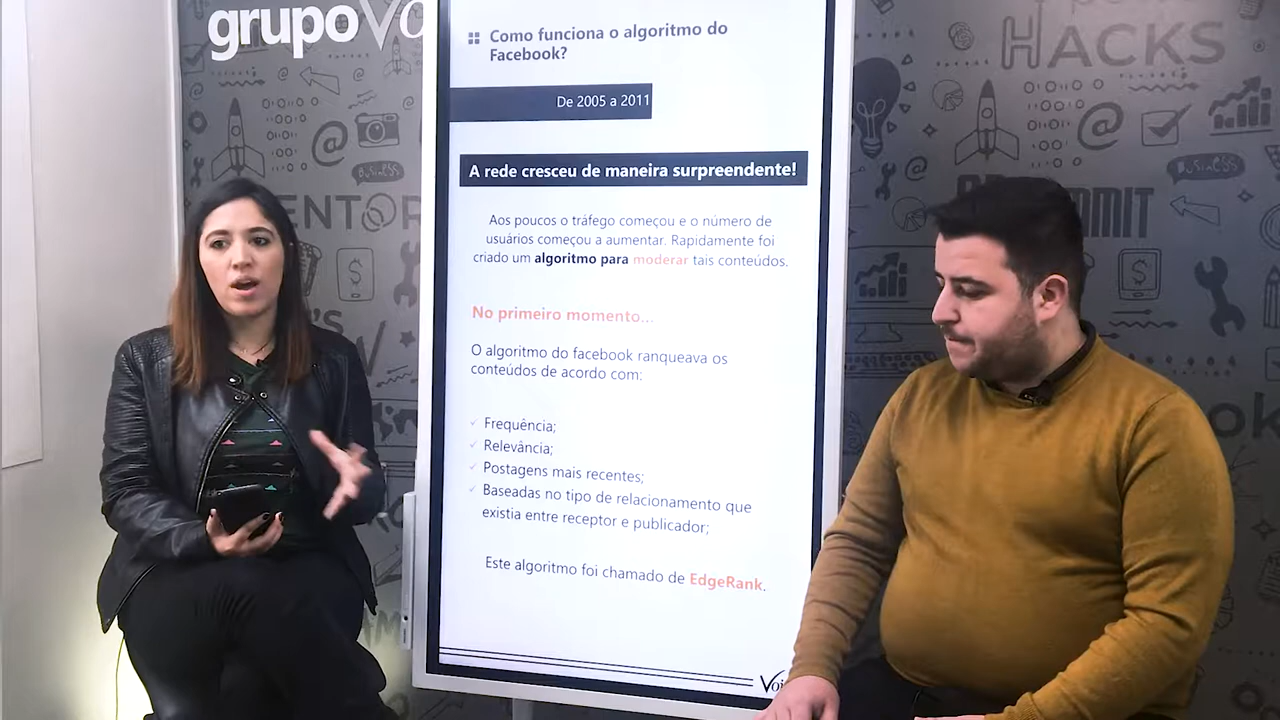 grupoVo
Como funciona o algoritmo do
Facebook?
De 2005 a 2011
A rede cresceu de maneira surpreendente!
Aos poucos o tráfego começou e o número de
usuários começou a aumentar. Rapidamente foi
criado um algoritmo para moderar tais conteúdos.
No primeiro momento...
O algoritmo do facebook ranqueava os
conteúdos de acordo com:
Frequência;
Relevância;
Postagens mais recentes;
Baseadas no tipo de relacionamento que
existia entre receptor e publicador;
Este algoritmo foi chamado de EdgeRank.
Voi
HACKS
BUSINESS
BUSINESS
ENTOR
MMIT